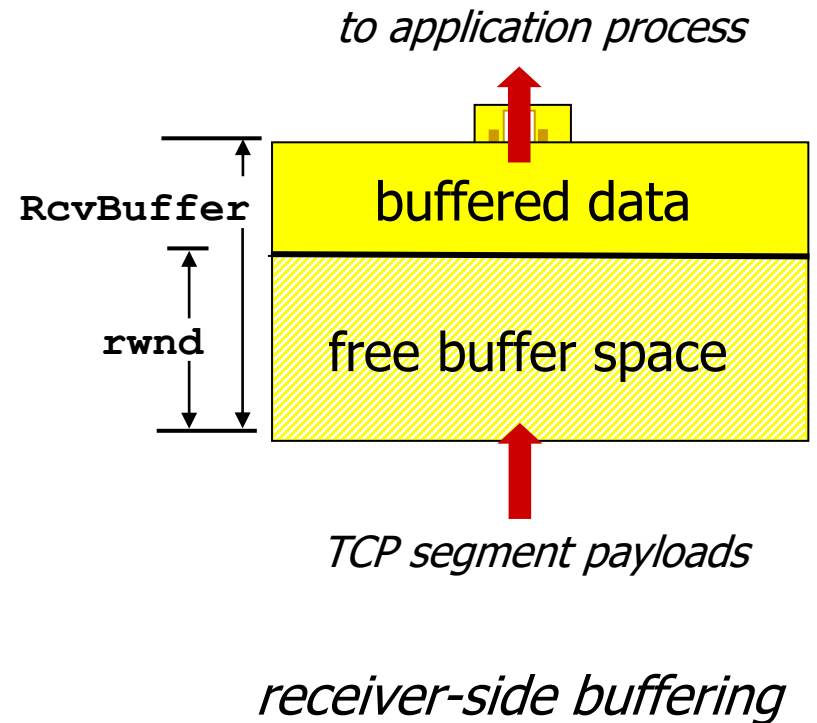 to application process
RcvBuffer
buffered data
rwnd
free buffer space
TCP segment payloads
receiver-side buffering